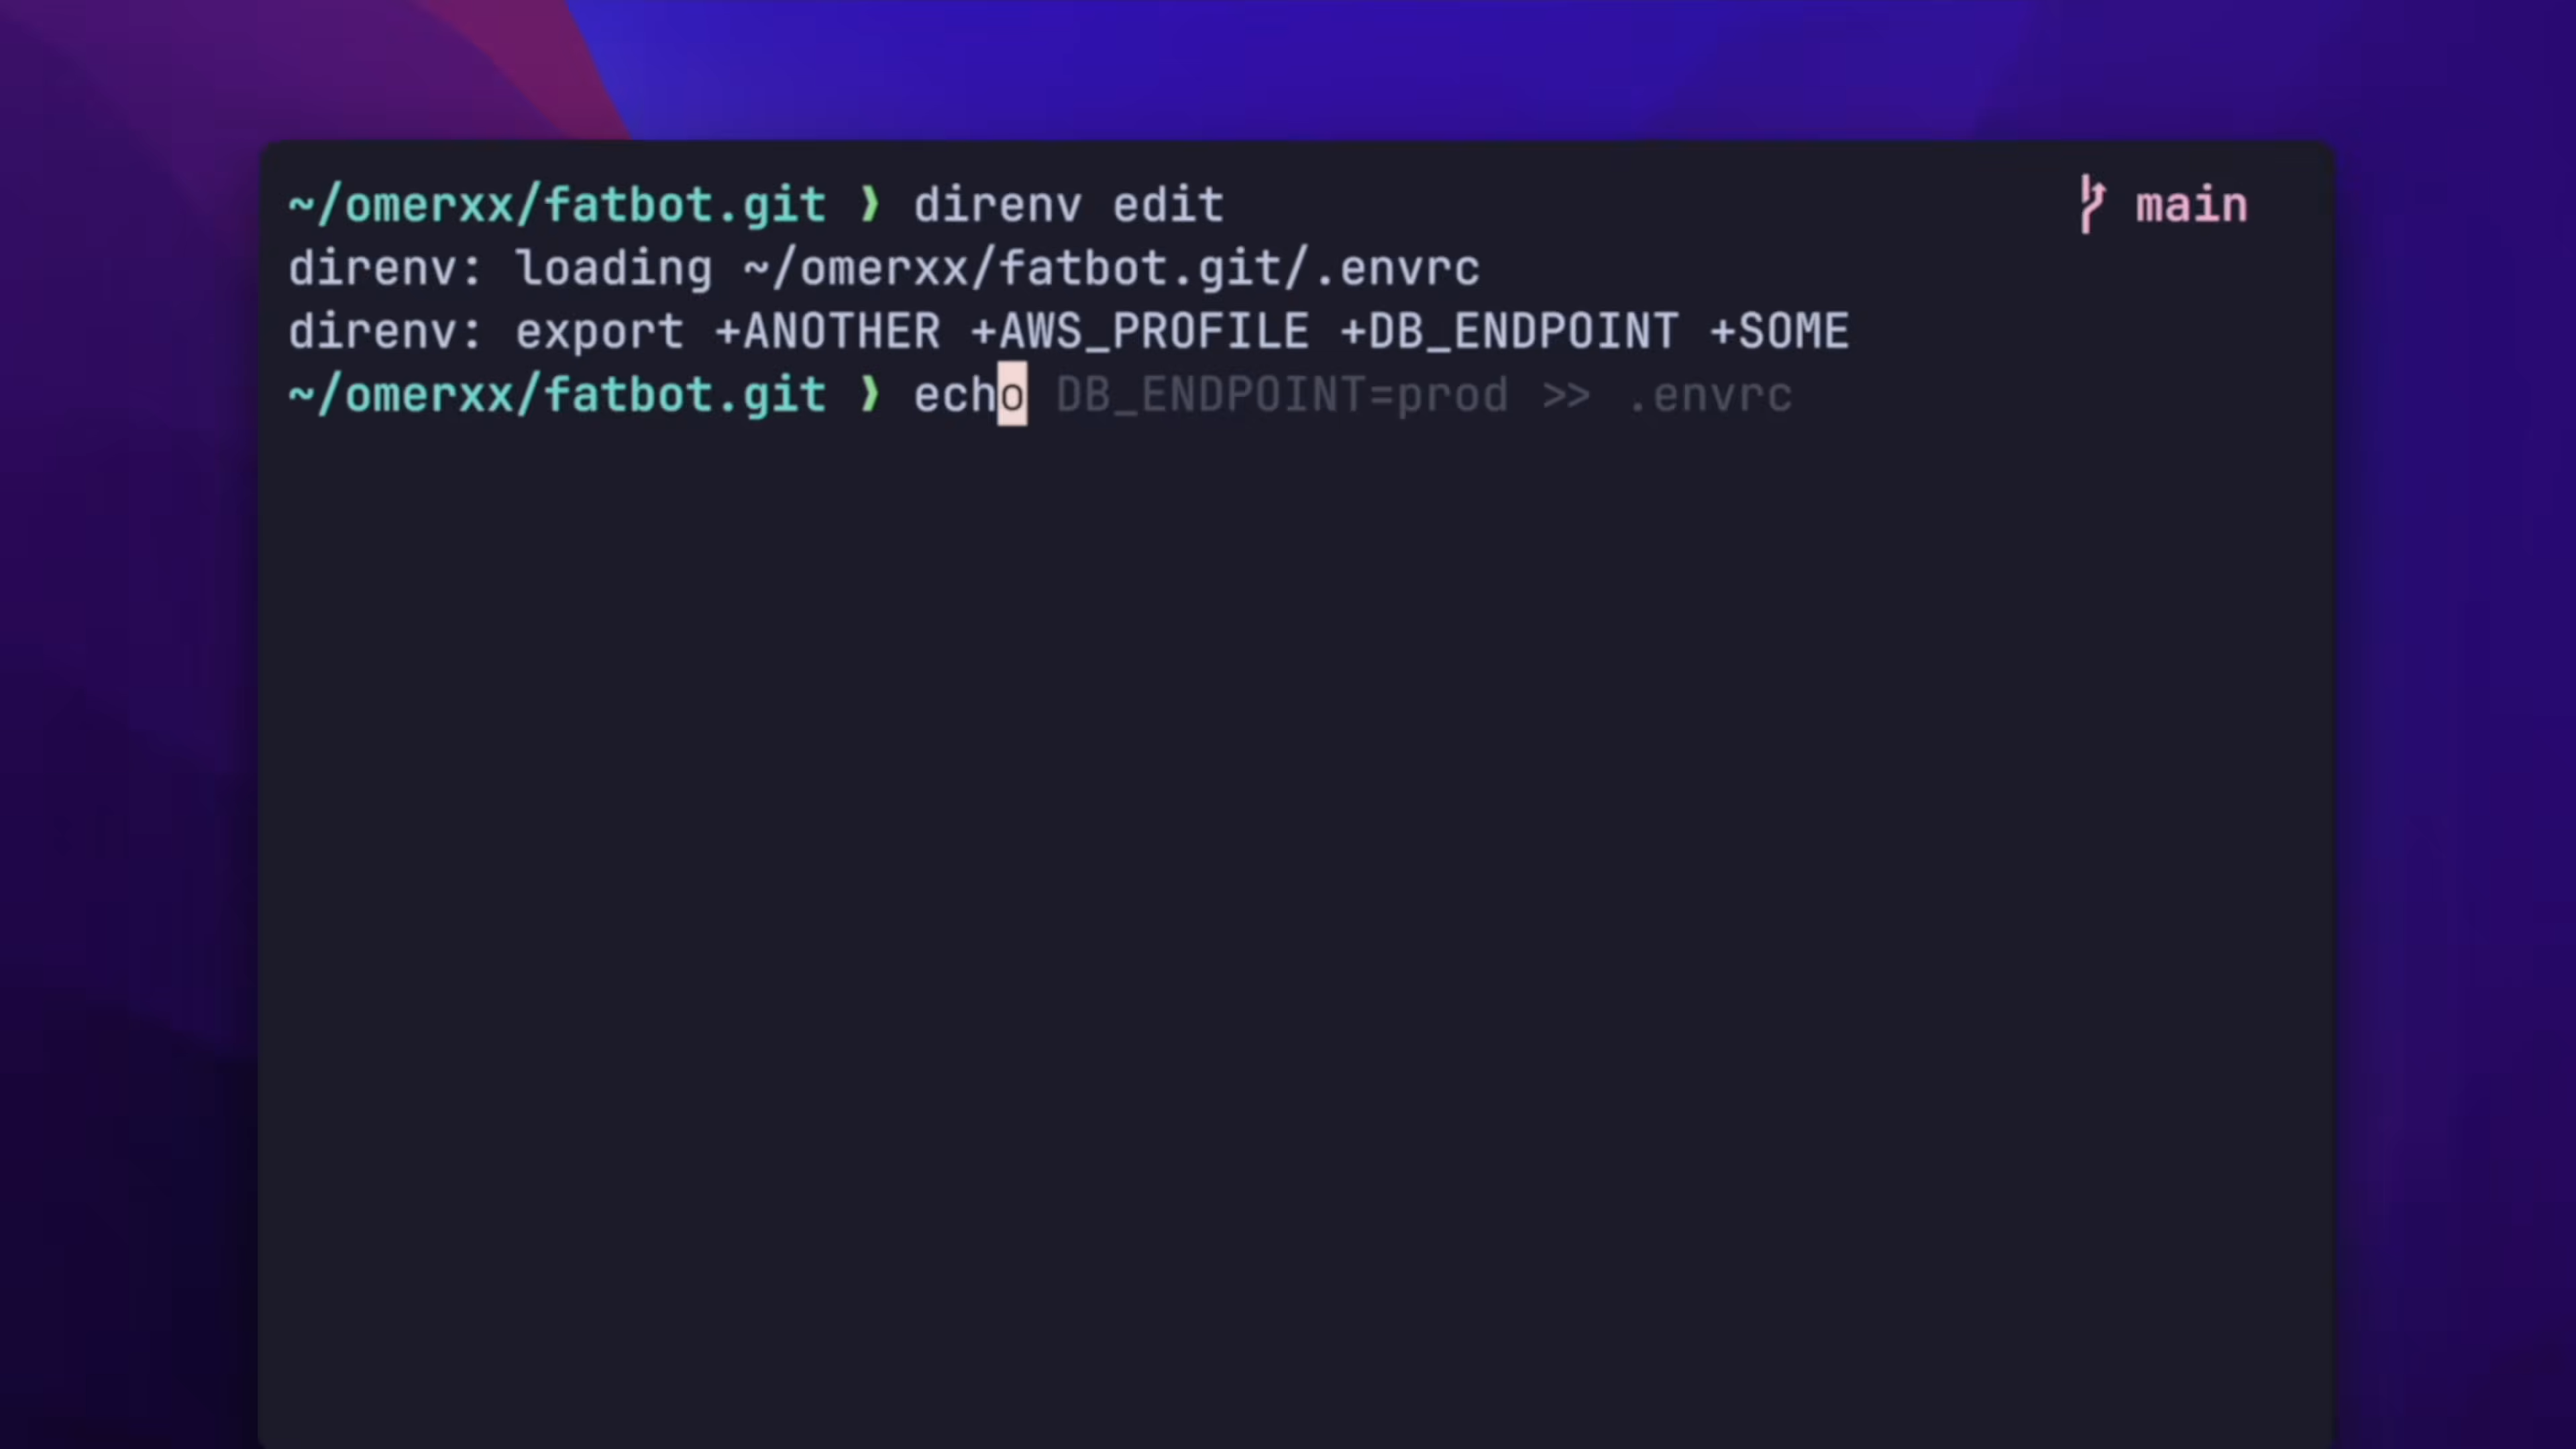 ~/omerxx/fatbot.git ❯ direnv edit main
direnv: loading ~/omerxx/fatbot.git/.envrc
direnv: export +ANOTHER +AWS_PROFILE +DB_ENDPOINT +SOME
~/omerxx/fatbot.git ❯ echo DB_ENDPOINT=prod >> .envrc